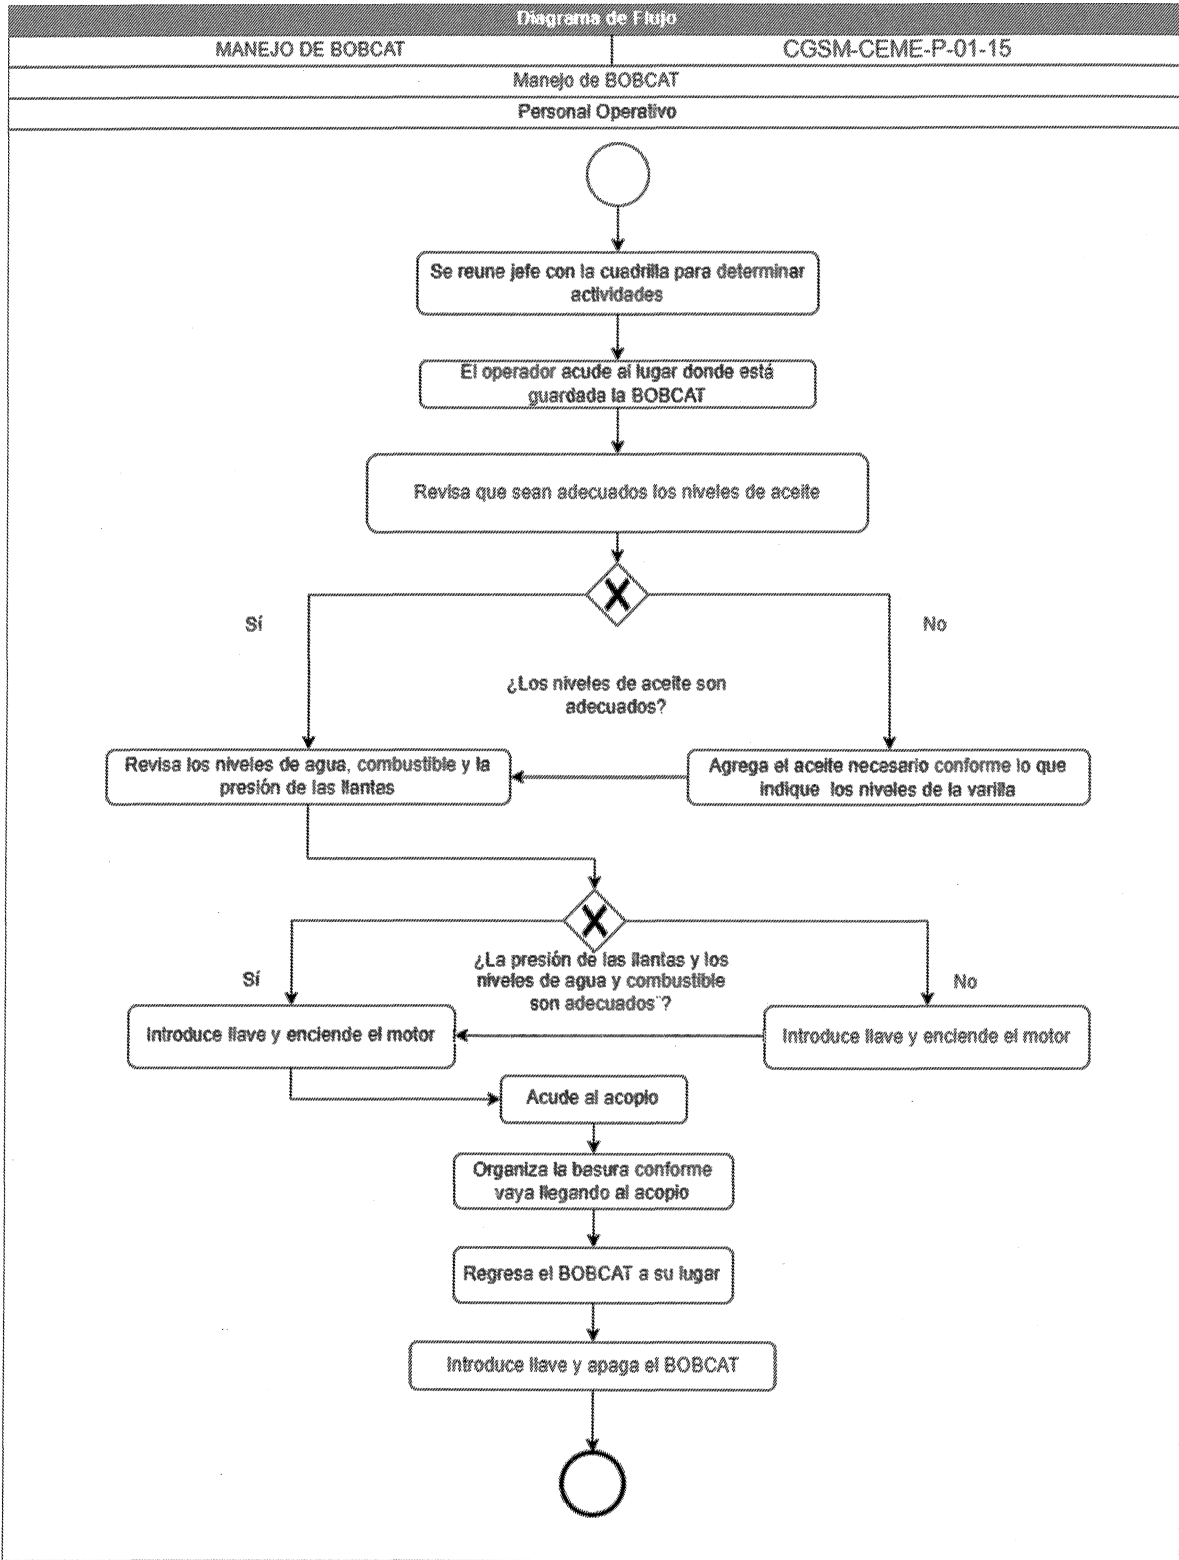 Diagrama de Flujo
MANEJO DE BOBCAT
CGSM-CEME-P-01-15
Manejo de BOBCAT
Personal Operativo
Se reune jefe con la cuadrilla para determinar
actividades
El operador acude al lugar donde está
guardada la BOBCAT
Revisa que sean adecuados los niveles de aceite
Sí
No
¿Los niveles de aceite son
adecuados?
Revisa los niveles de agua, combustible y la
presión de las llantas
Agrega el aceite necesario conforme lo que
indique los niveles de la varilla
¿La presión de las llantas y los
niveles de agua y combustible
son adecuados¨?
Sí
No
Introduce llave y enciende el motor
Introduce llave y enciende el motor
Acude al acopio
Organiza la basura conforme
vaya llegando al acopio
Regresa el BOBCAT a su lugar
Introduce llave y apaga el BOBCAT